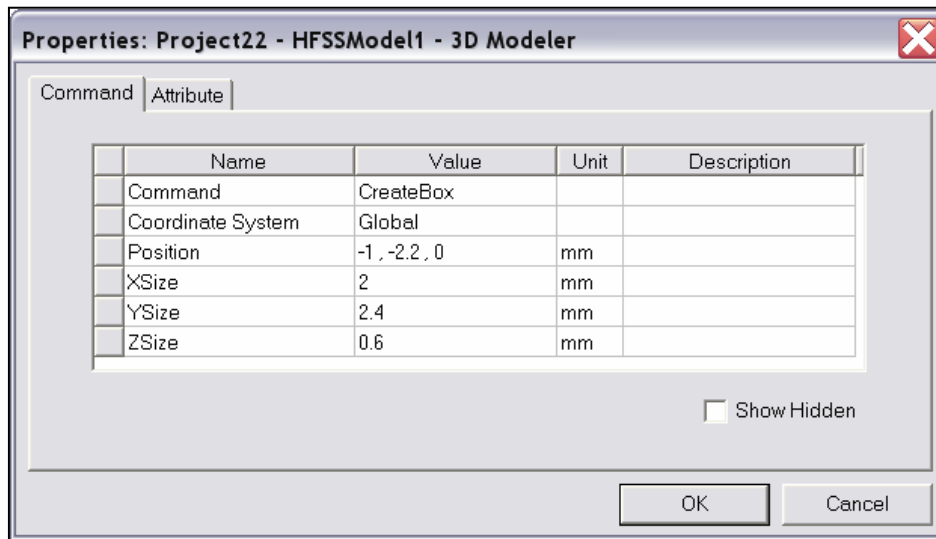 Properties: Project22 - HFSSModel1 - 3D Modeler
Command Attribute
Name Value Unit Description
Command CreateBox
Coordinate System Global
Position -1 , -2.2 , 0 mm
XSize 2 mm
YSize 2.4 mm
ZSize 0.6 mm
Show Hidden
OK Cancel